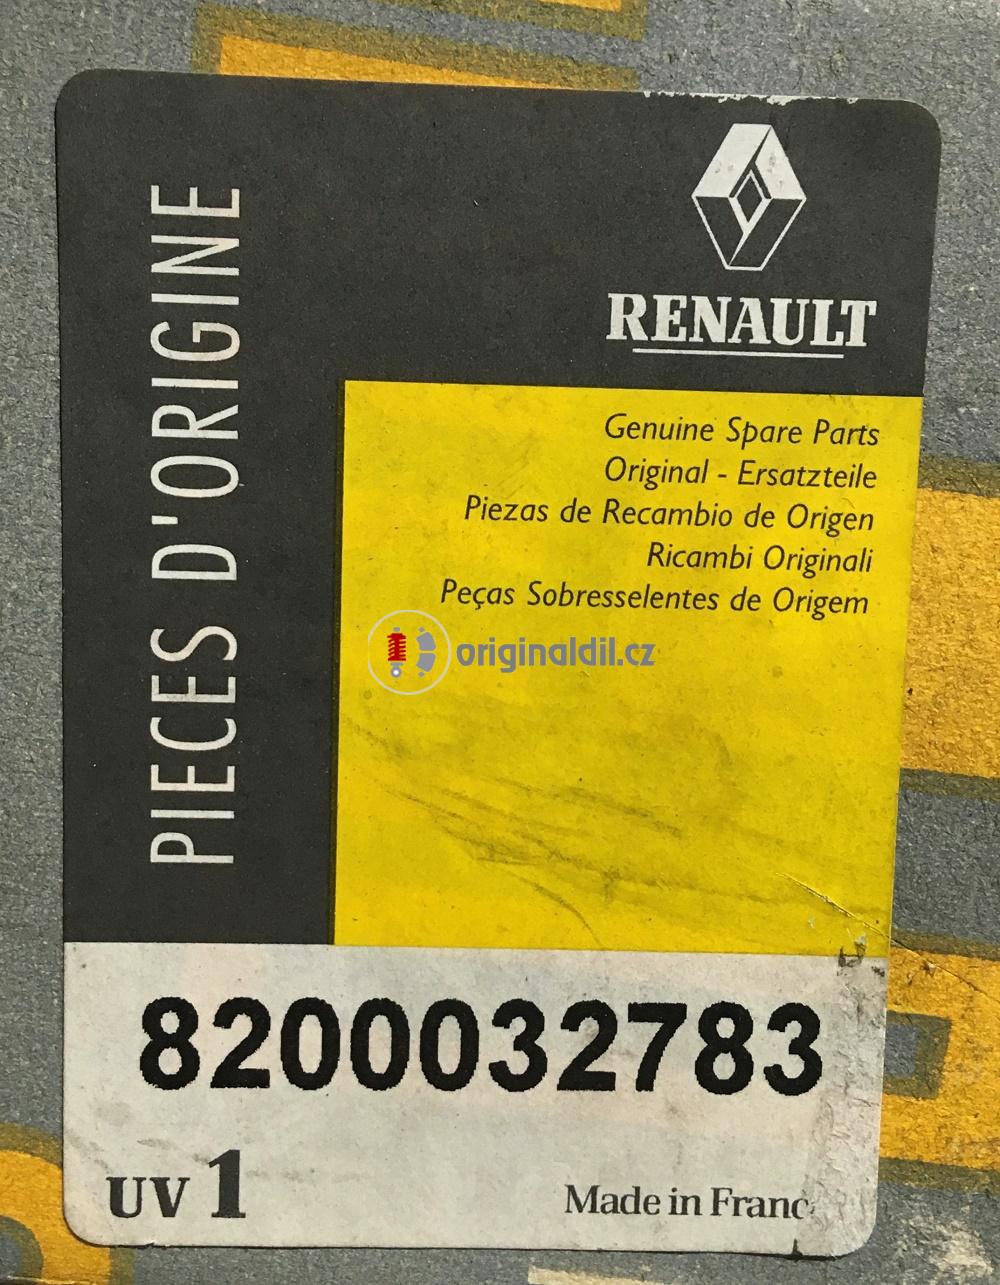 PIECES D'ORIGINE
RENAULT
Genuine Spare Parts
Original - Ersatzteile
Piezas de Recambio de Origen
Ricambi Originali
Peças Sobresselentes de Origem
originaldil.cz
8200032783
UV 1
Made in Franc